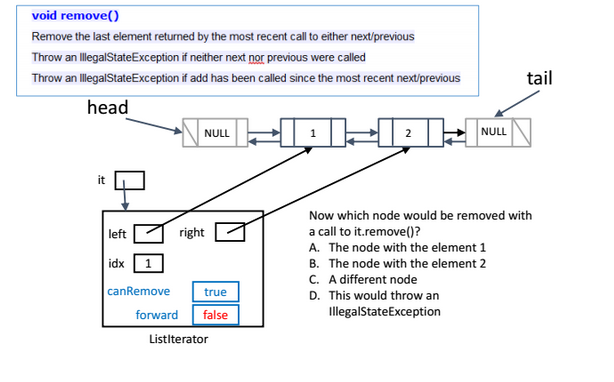 void remove()
Remove the last element returned by the most recent call to either next/previous
Throw an IllegalStateException if neither next nor previous were called
Throw an IllegalStateException if add has been called since the most recent next/previous
tail
head
NULL
1
2
NULL
it
left
right
idx
1
canRemove
true
forward
false
ListIterator
Now which node would be removed with
a call to it.remove()?
A. The node with the element 1
B. The node with the element 2
C. A different node
D. This would throw an
IllegalStateException